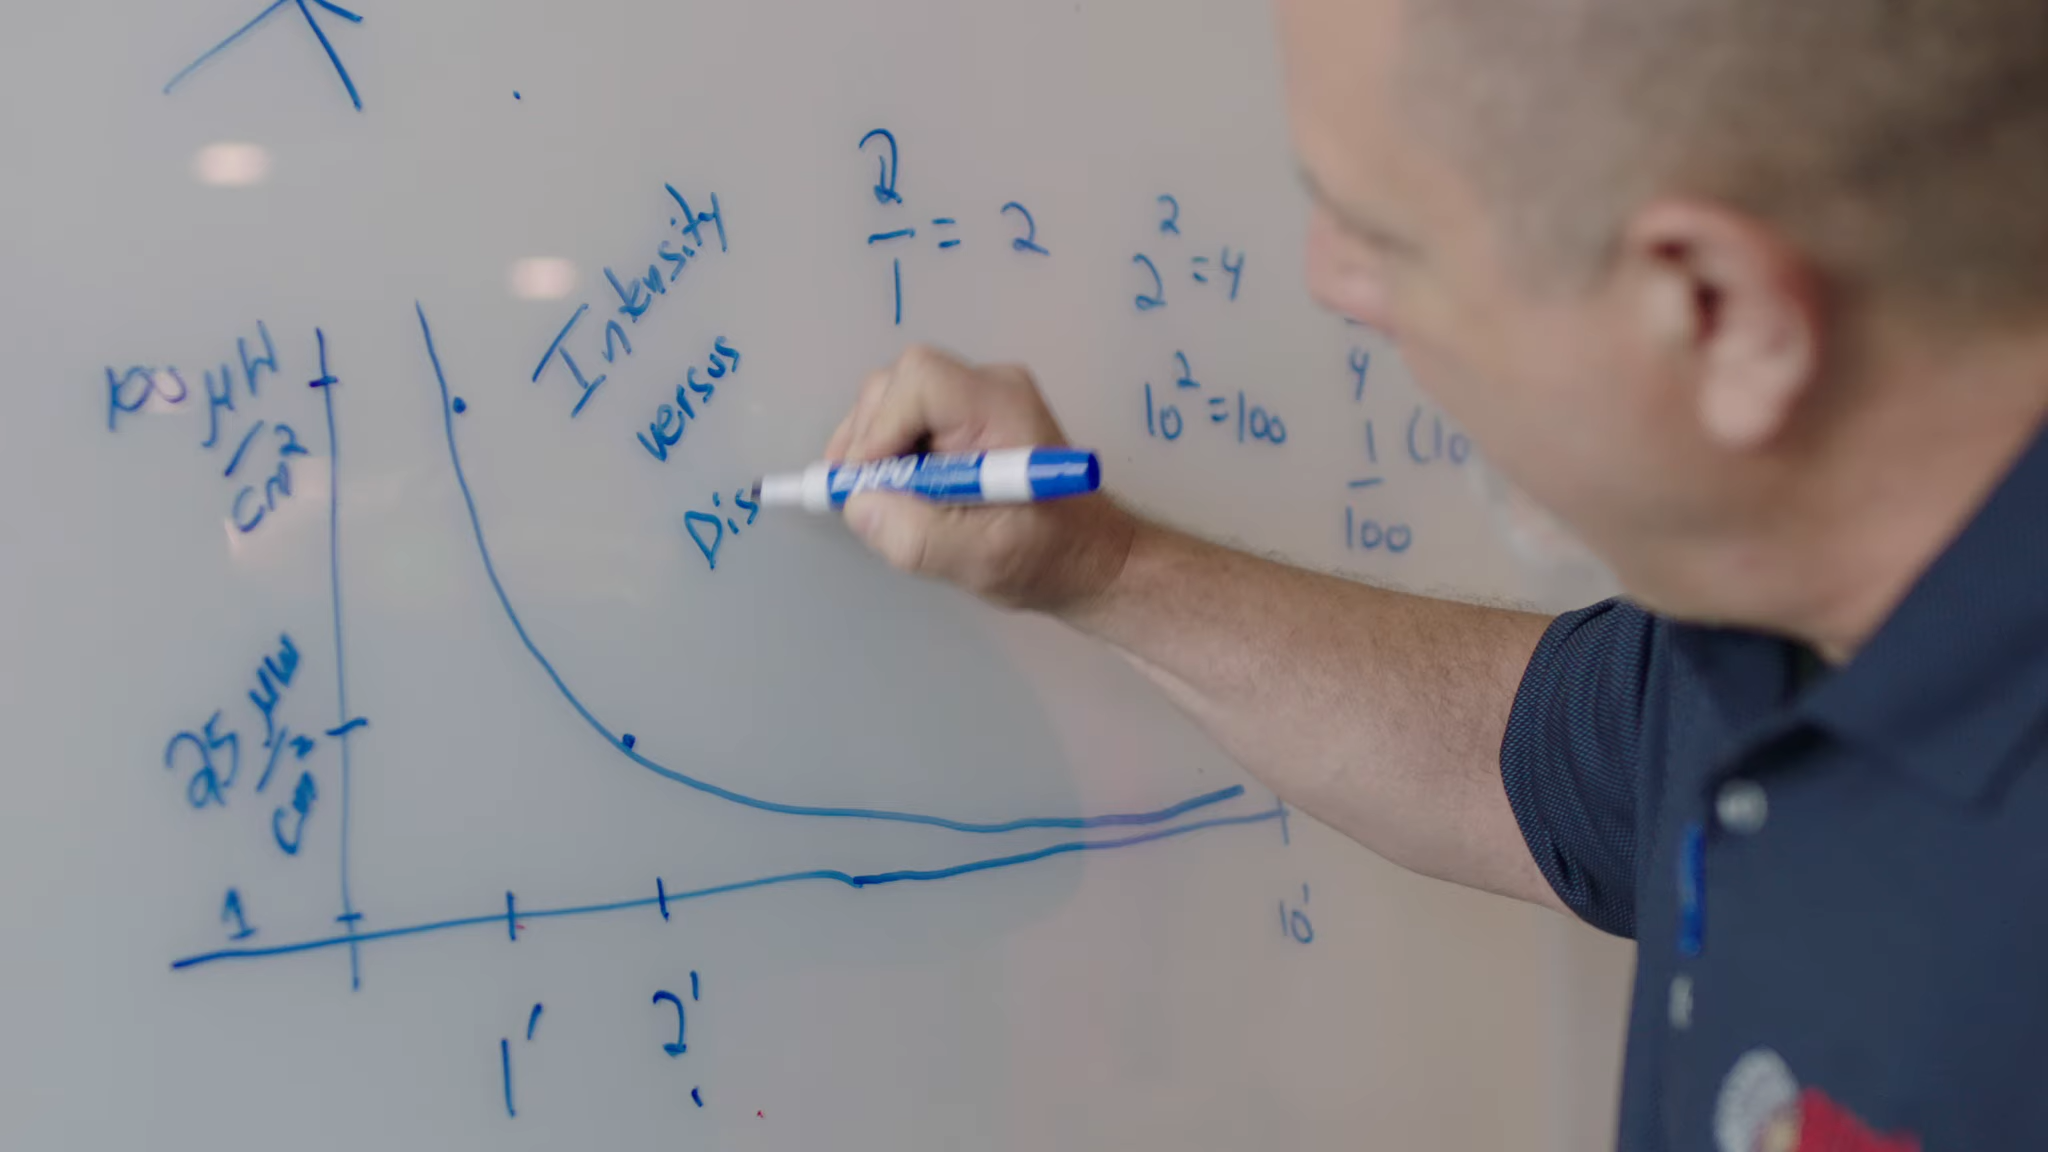 Intensity
versus
Dis
2
1
= 2
2² = 4
10² = 100
4
1 (10
100
100 μW
cm²
25 μW
cm²
1
1'
2'
10'
EXPO